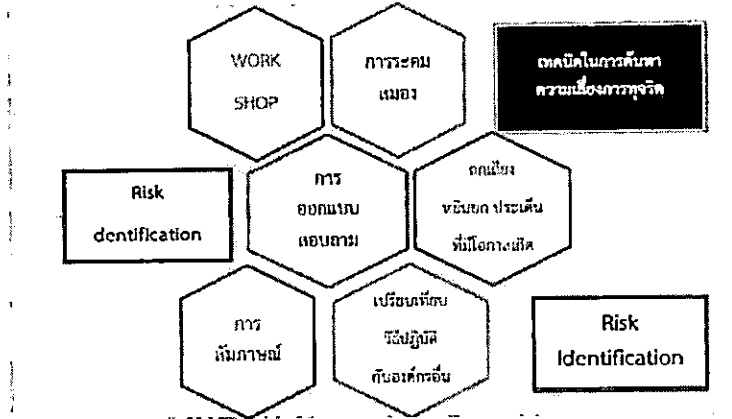 WORK
SHOP
การระดม
สมอง
เทคนิคในการค้นหา
ความเสี่ยงการทุจริต
Risk
dentification
การ
ออกแบบ
สอบถาม
ถกเถียง
หยิบยก ประเด็น
ที่มีโอกาสเกิด
การ
สัมภาษณ์
เปรียบเทียบ
วิธีปฏิบัติ
กับองค์กรอื่น
Risk
Identification